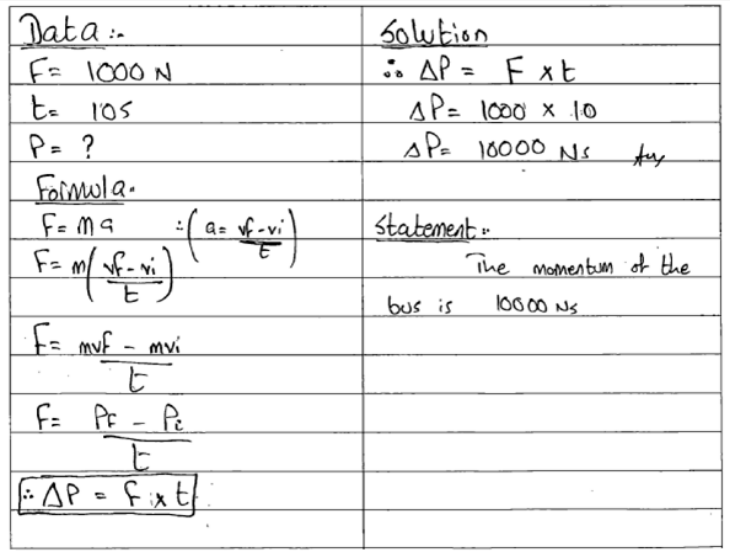 Data :-
F = 1000 N
t = 10s
P = ?
Formula.
F = ma ∴ (a = vf - vi / t)
F = m(vf - vi / t)
F = mvf - mvi / t
F = Pf - Pi / t
∴ ΔP = F x t
Solution
∴ ΔP = F x t
ΔP = 1000 x 10
ΔP = 10000 Ns Ans
Statement :-
The momentum of the
bus is 10000 Ns